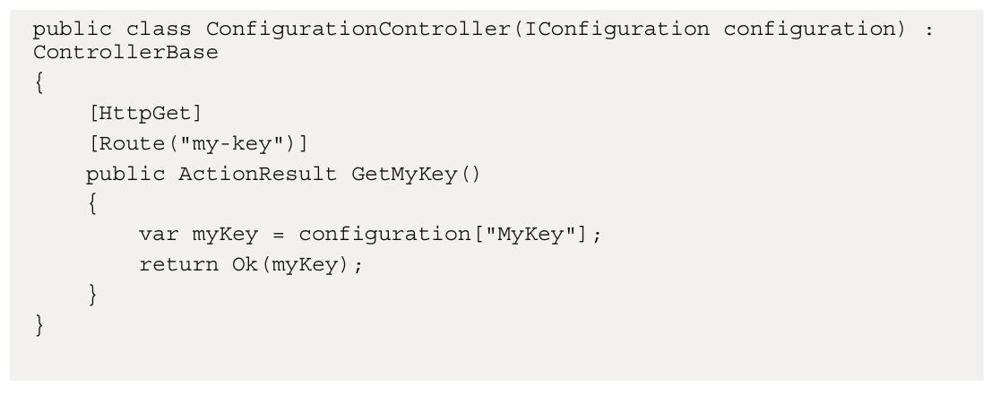 public class ConfigurationController(IConfiguration configuration) :
ControllerBase
{
    [HttpGet]
    [Route("my-key")]
    public ActionResult GetMyKey()
    {
        var myKey = configuration["MyKey"];
        return Ok(myKey);
    }
}